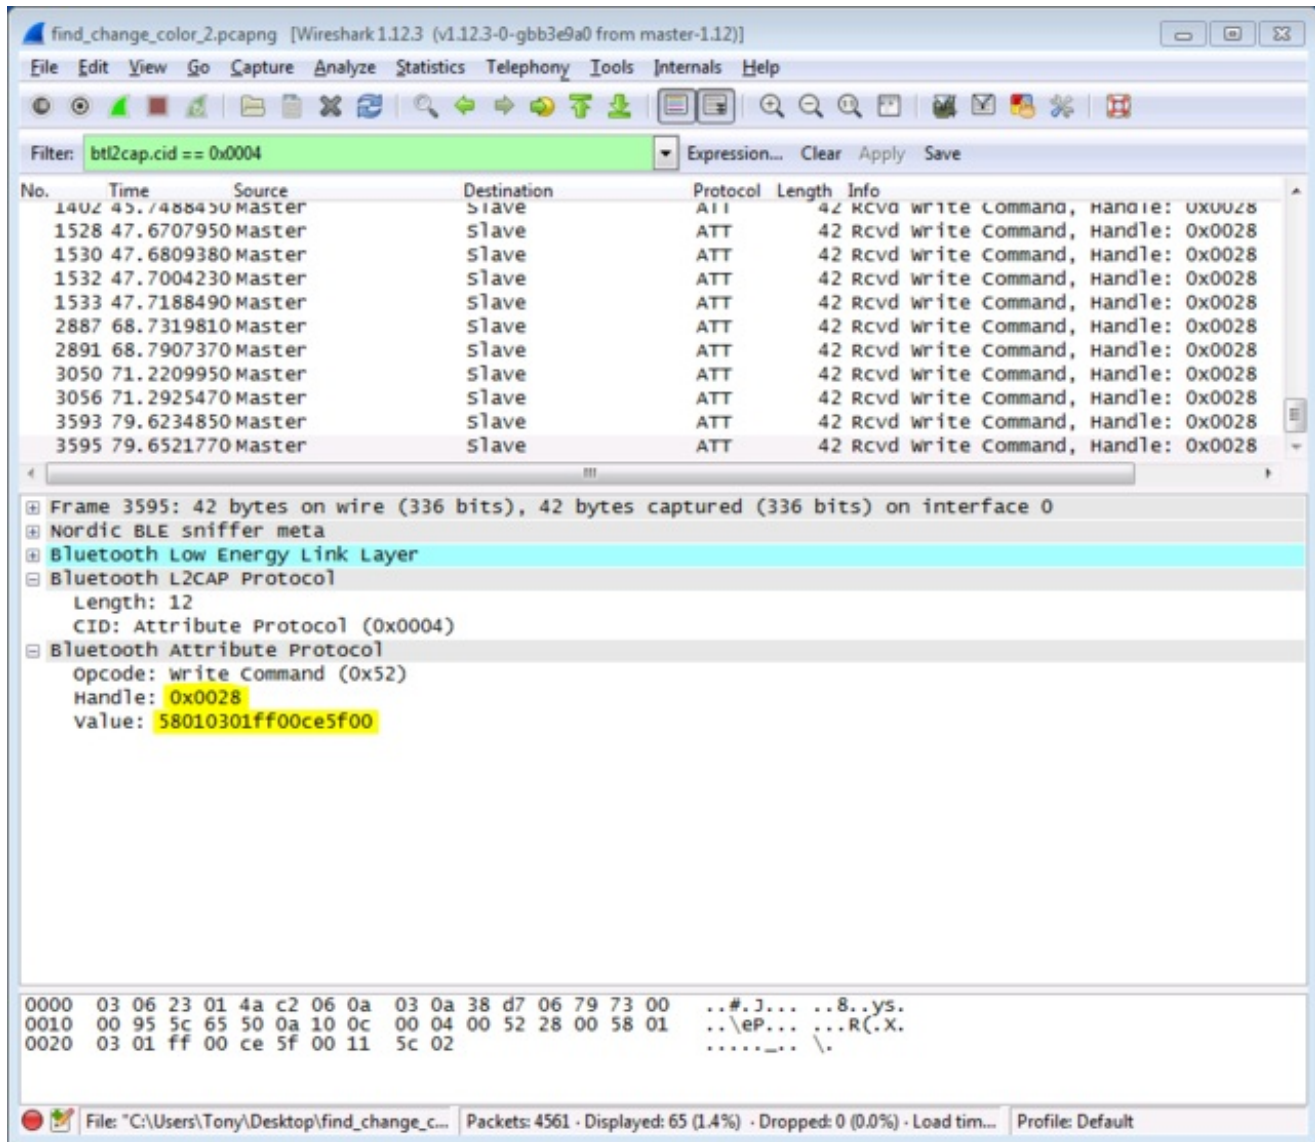 find_change_color_2.pcapng [Wireshark 1.12.3 (v1.12.3-0-gbb3e9a0 from master-1.12)]
File Edit View Go Capture Analyze Statistics Telephony Tools Internals Help
Filter: btl2cap.cid == 0x0004 Expression... Clear Apply Save
No. Time Source Destination Protocol Length Info
1402 45.7488450 Master Slave ATT 42 Rcvd Write Command, Handle: 0x0028
1528 47.6707950 Master Slave ATT 42 Rcvd Write Command, Handle: 0x0028
1530 47.6809380 Master Slave ATT 42 Rcvd Write Command, Handle: 0x0028
1532 47.7004230 Master Slave ATT 42 Rcvd Write Command, Handle: 0x0028
1533 47.7188490 Master Slave ATT 42 Rcvd Write Command, Handle: 0x0028
2887 68.7319810 Master Slave ATT 42 Rcvd Write Command, Handle: 0x0028
2891 68.7907370 Master Slave ATT 42 Rcvd Write Command, Handle: 0x0028
3050 71.2209950 Master Slave ATT 42 Rcvd Write Command, Handle: 0x0028
3056 71.2925470 Master Slave ATT 42 Rcvd Write Command, Handle: 0x0028
3593 79.6234850 Master Slave ATT 42 Rcvd Write Command, Handle: 0x0028
3595 79.6521770 Master Slave ATT 42 Rcvd Write Command, Handle: 0x0028
Frame 3595: 42 bytes on wire (336 bits), 42 bytes captured (336 bits) on interface 0
Nordic BLE sniffer meta
Bluetooth Low Energy Link Layer
Bluetooth L2CAP Protocol
Length: 12
CID: Attribute Protocol (0x0004)
Bluetooth Attribute Protocol
Opcode: Write Command (0x52)
Handle: 0x0028
Value: 58010301ff00ce5f00
0000 03 06 23 01 4a c2 06 0a 03 0a 38 d7 06 79 73 00 ..#.J... ..8..ys.
0010 00 95 5c 65 50 0a 10 0c 00 04 00 52 28 00 58 01 ..\eP... ...R(.X.
0020 03 01 ff 00 ce 5f 00 11 5c 02 ....._.. \.
File: "C:\Users\Tony\Desktop\find_change_c... Packets: 4561 · Displayed: 65 (1.4%) · Dropped: 0 (0.0%) · Load tim... Profile: Default